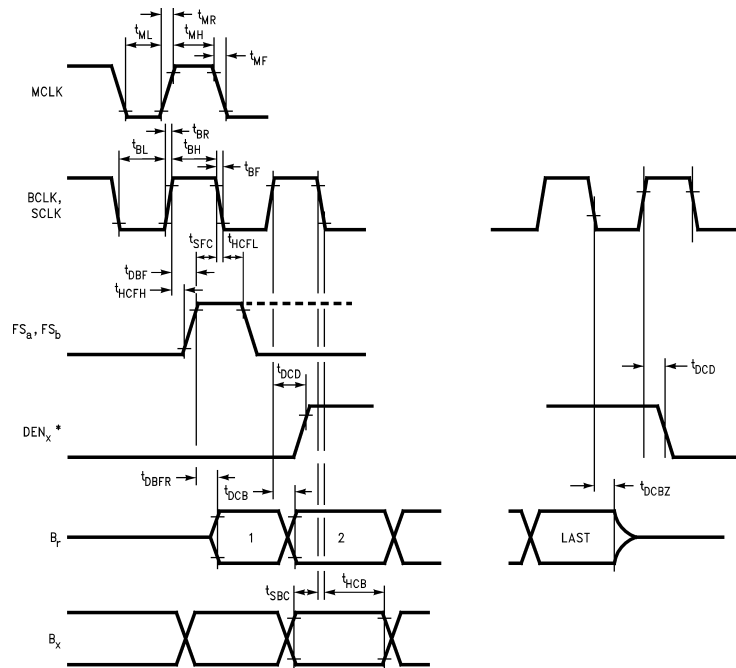 tMR
tML tMH
tMF
MCLK
tBR
tBL tBH
tBF
BCLK,
SCLK
tSFC tHCFL
tDBF
tHCFH
FSa, FSb
tDCD tDCD
DENx *
tDBFR tDCB tDCBZ
Br 1 2 LAST
tSBC tHCB
Bx